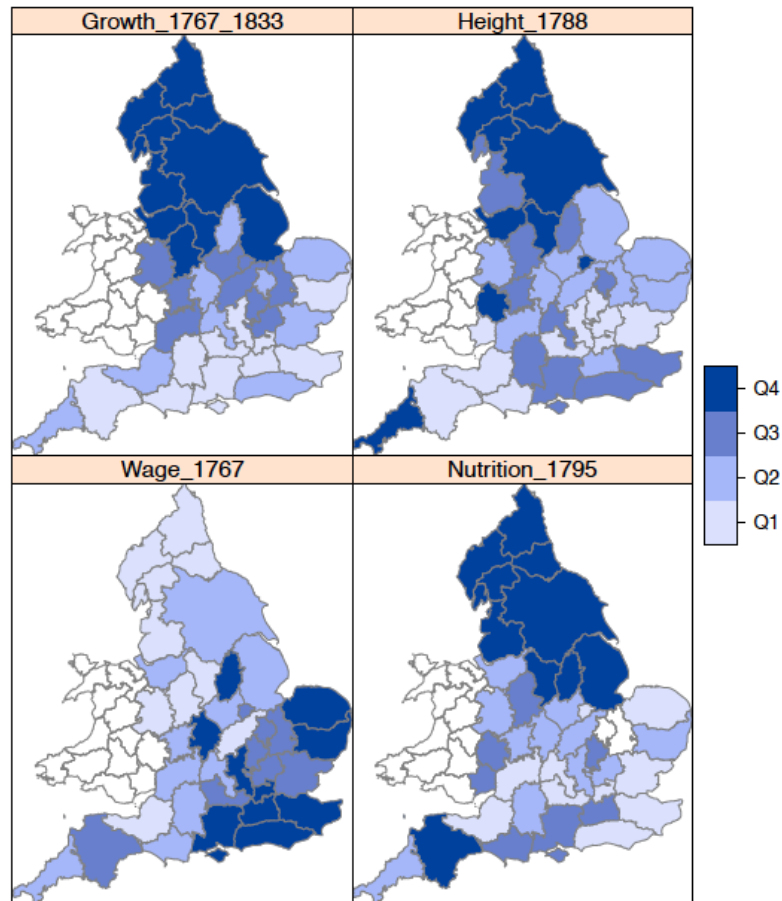 Growth_1767_1833
Height_1788
Q4
Q3
Q2
Q1
Wage_1767
Nutrition_1795